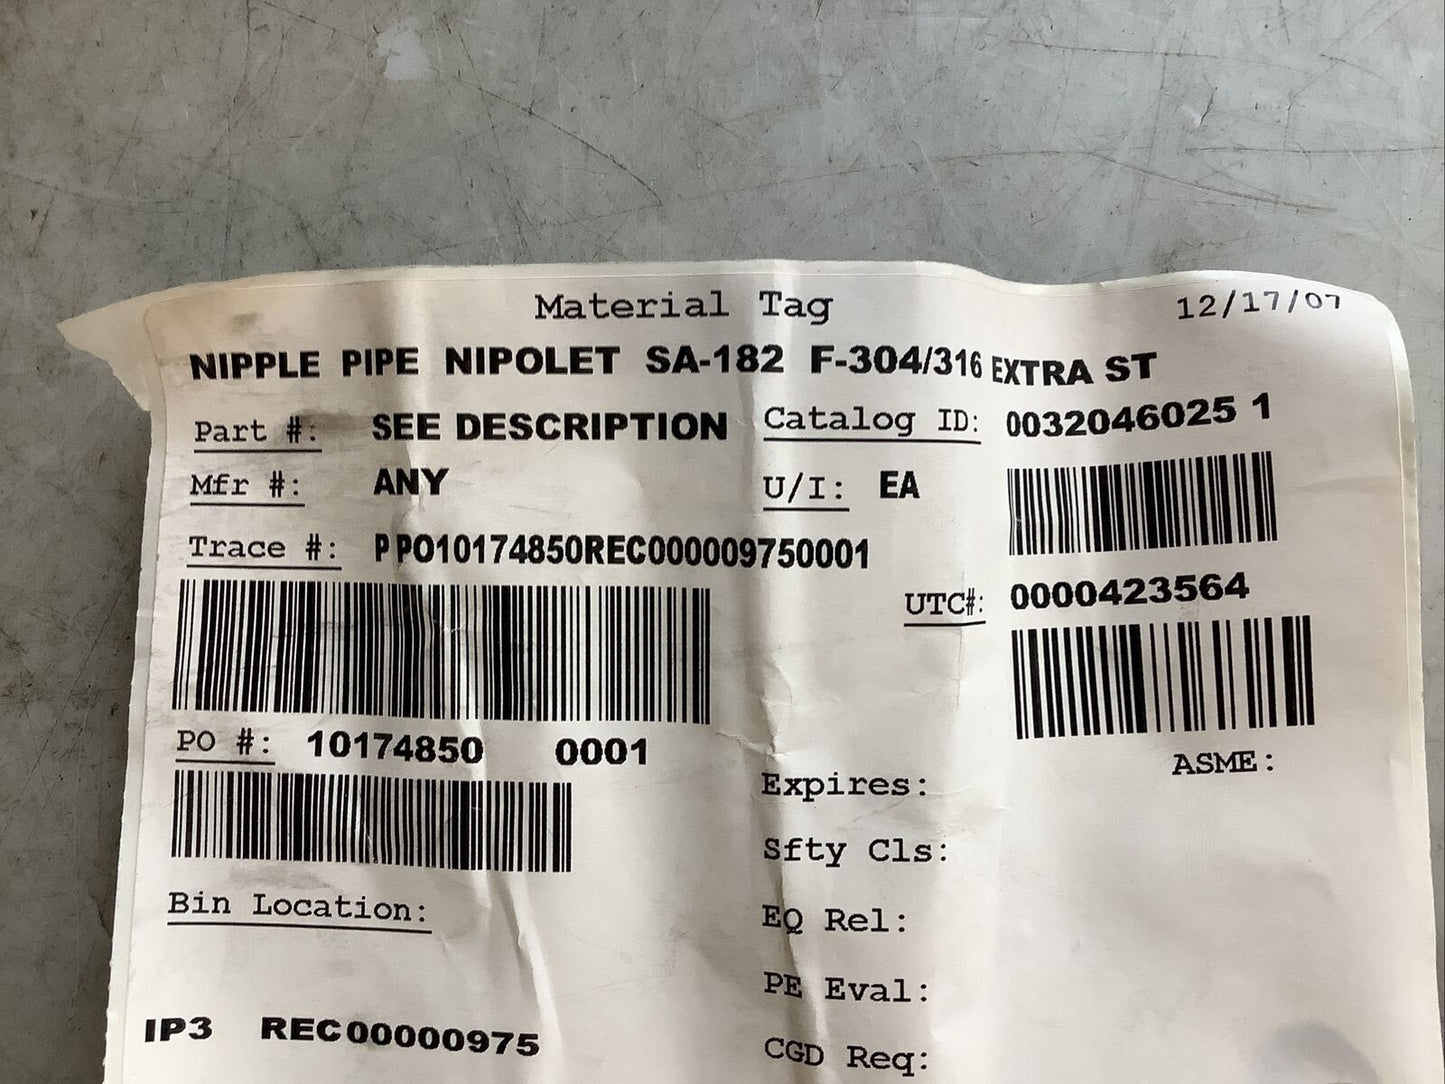 Material Tag 12/17/07
NIPPLE PIPE NIPOLET SA-182 F-304/316 EXTRA ST
Part #: SEE DESCRIPTION Catalog ID: 0032046025 1
Mfr #: ANY U/I: EA
Trace #: PPO10174850REC000009750001
UTC#: 0000423564
PO #: 10174850 0001
ASME:
Expires:
Sfty Cls:
Bin Location:
EQ Rel:
PE Eval:
IP3 REC00000975
CGD Req: